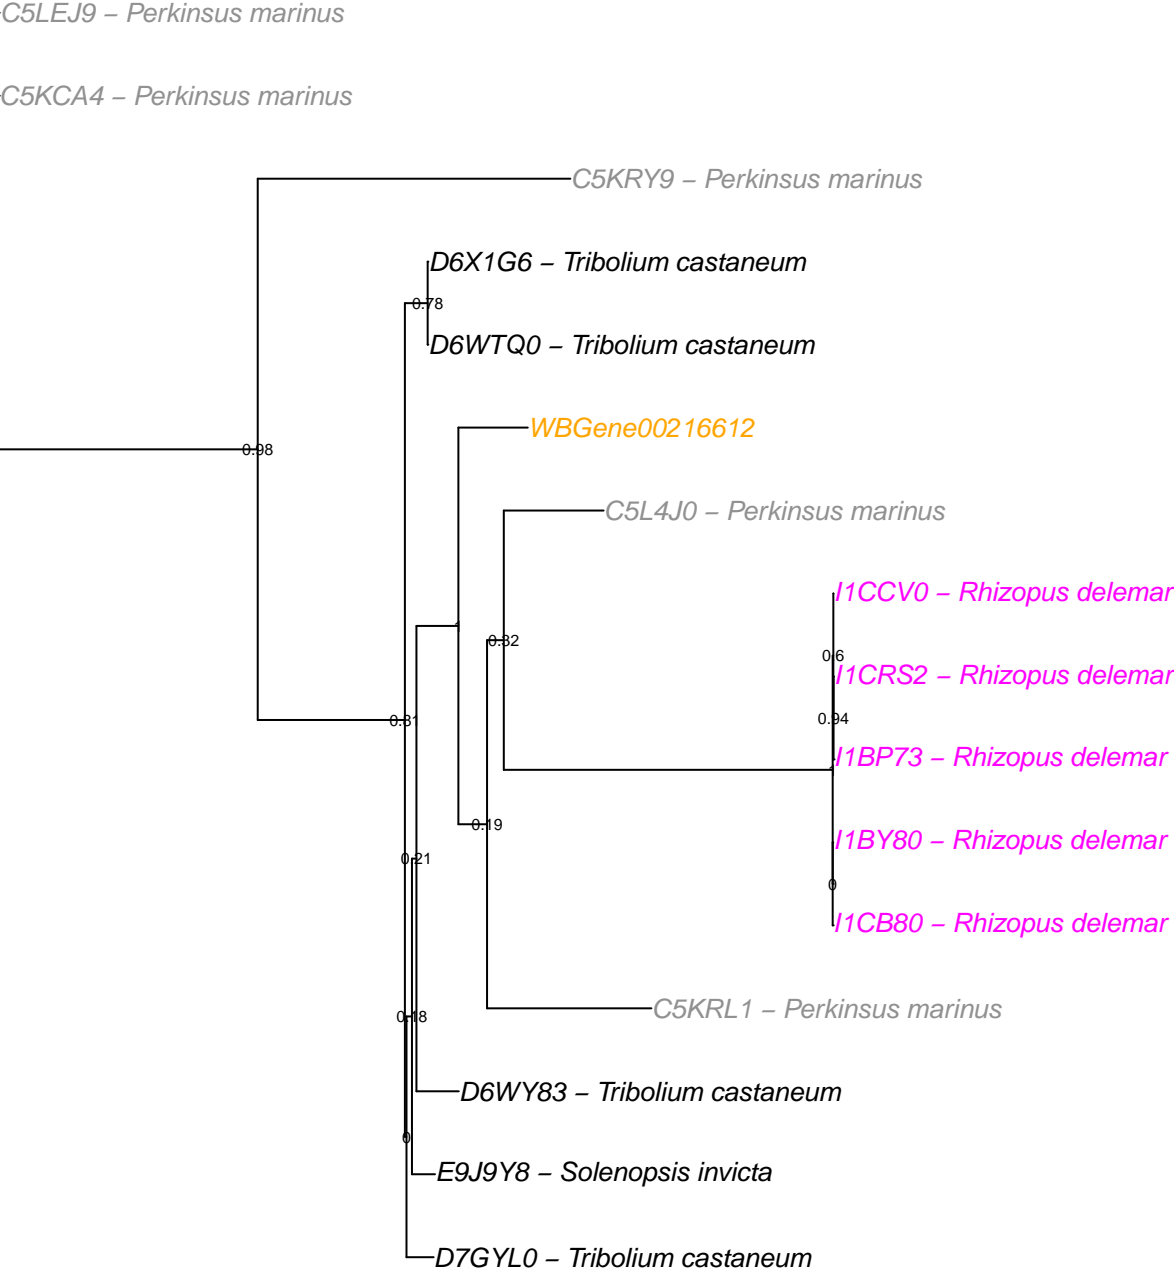 C5LEJ9 – Perkinsus marinus
C5KCA4 – Perkinsus marinus
C5KRY9 – Perkinsus marinus
D6X1G6 – Tribolium castaneum
0.78
D6WTQ0 – Tribolium castaneum
WBGene00216612
0.98
C5L4J0 – Perkinsus marinus
I1CCV0 – Rhizopus delemar
1
0.32
0.6
I1CRS2 – Rhizopus delemar
0.31
0.94
I1BP73 – Rhizopus delemar
1
0.19
I1BY80 – Rhizopus delemar
0.21
0
I1CB80 – Rhizopus delemar
C5KRL1 – Perkinsus marinus
0.18
D6WY83 – Tribolium castaneum
0
E9J9Y8 – Solenopsis invicta
D7GYL0 – Tribolium castaneum